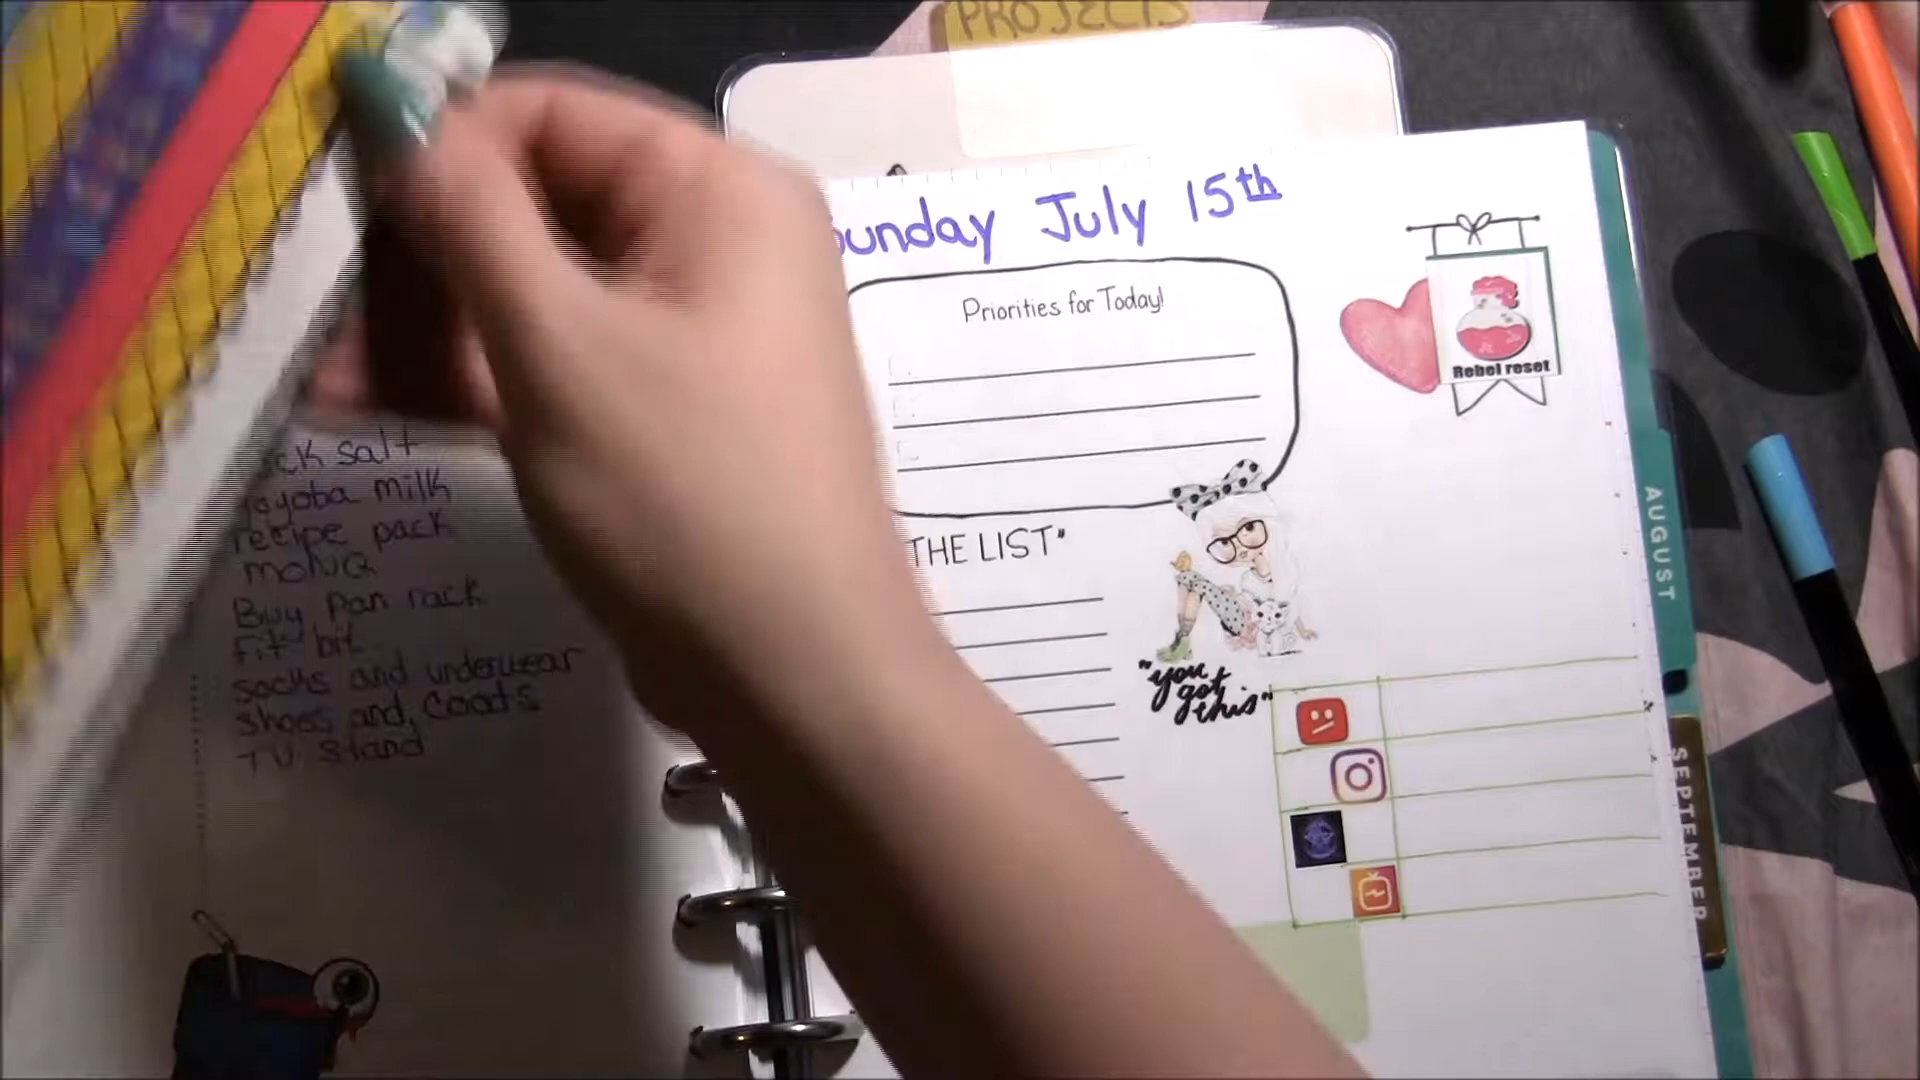 PROJECTS
Sunday July 15th
Priorities for Today!
Rebel reset
THE LIST"
"you
got
this"
AUGUST
SEPTEMBER
salt
milk
recipe pack
Buy pan rack
fit bit
socks and underwear
shoes and coats
TV stand